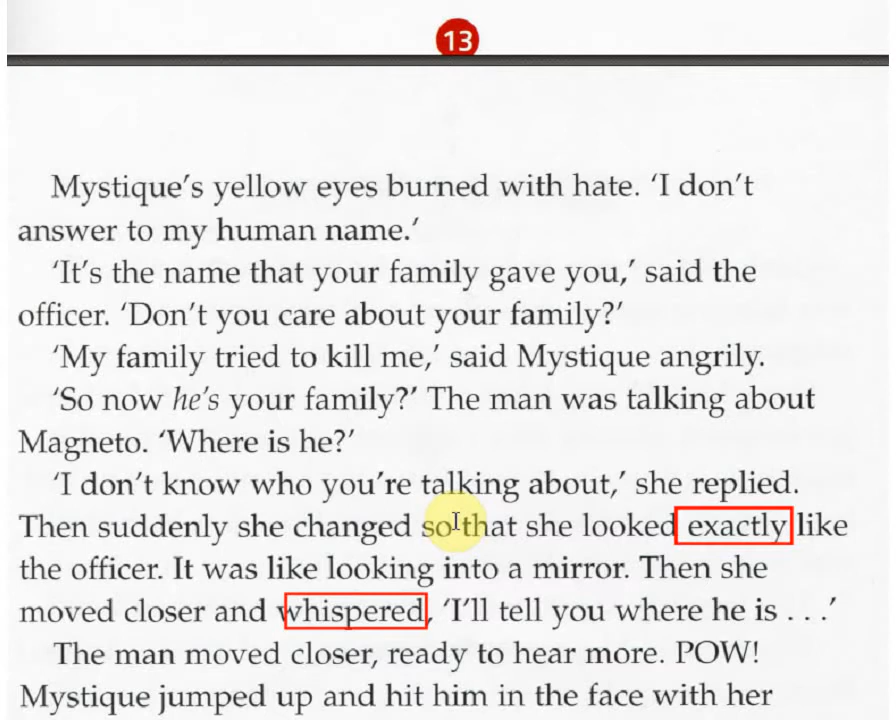 13
Mystique's yellow eyes burned with hate. 'I don't
answer to my human name.'
'It's the name that your family gave you,' said the
officer. 'Don't you care about your family?'
'My family tried to kill me,' said Mystique angrily.
'So now he's your family?' The man was talking about
Magneto. 'Where is he?'
'I don't know who you're talking about,' she replied.
Then suddenly she changed so that she looked exactly like
the officer. It was like looking into a mirror. Then she
moved closer and whispered, 'I'll tell you where he is . . .'
The man moved closer, ready to hear more. POW!
Mystique jumped up and hit him in the face with her